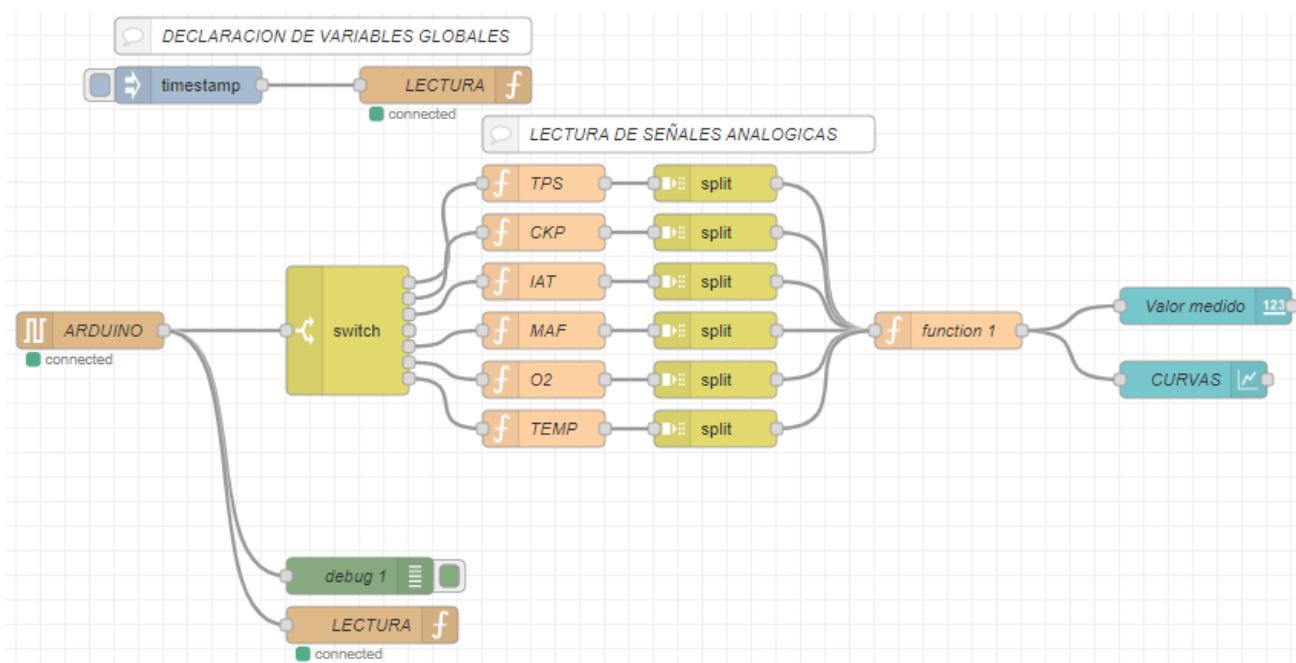 DECLARACION DE VARIABLES GLOBALES
timestamp
LECTURA
connected
LECTURA DE SEÑALES ANALOGICAS
TPS
split
CKP
split
IAT
split
ARDUINO
connected
switch
MAF
split
function 1
Valor medido
123
O2
split
CURVAS
TEMP
split
debug 1
LECTURA
connected